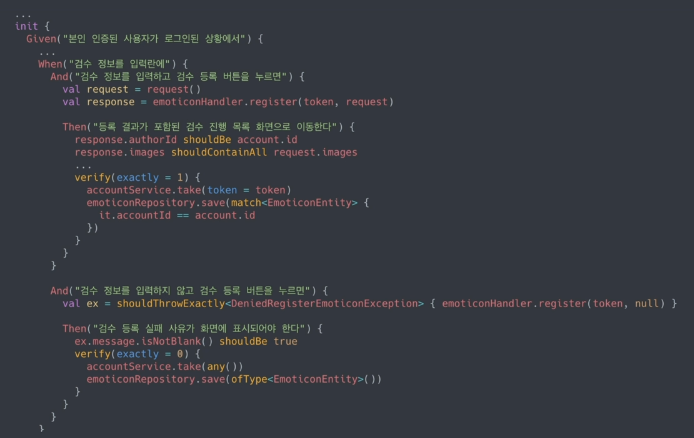 ...
init {
  Given("본인 인증된 사용자가 로그인된 상황에서") {
    ...
    When("검수 정보를 입력란에") {
      And("검수 정보를 입력하고 검수 등록 버튼을 누르면") {
        val request = request()
        val response = emoticonHandler.register(token, request)

        Then("등록 결과가 포함된 검수 진행 목록 화면으로 이동한다") {
          response.authorId shouldBe account.id
          response.images shouldContainAll request.images
          ...
          verify(exactly = 1) {
            accountService.take(token = token)
            emoticonRepository.save(match<EmoticonEntity> {
              it.accountId == account.id
            })
          }
        }
      }

      And("검수 정보를 입력하지 않고 검수 등록 버튼을 누르면") {
        val ex = shouldThrowExactly<DeniedRegisterEmoticonException> { emoticonHandler.register(token, null) }

        Then("검수 등록 실패 사유가 화면에 표시되어야 한다") {
          ex.message.isNotBlank() shouldBe true
          verify(exactly = 0) {
            accountService.take(any())
            emoticonRepository.save(ofType<EmoticonEntity>())
          }
        }
      }
    }